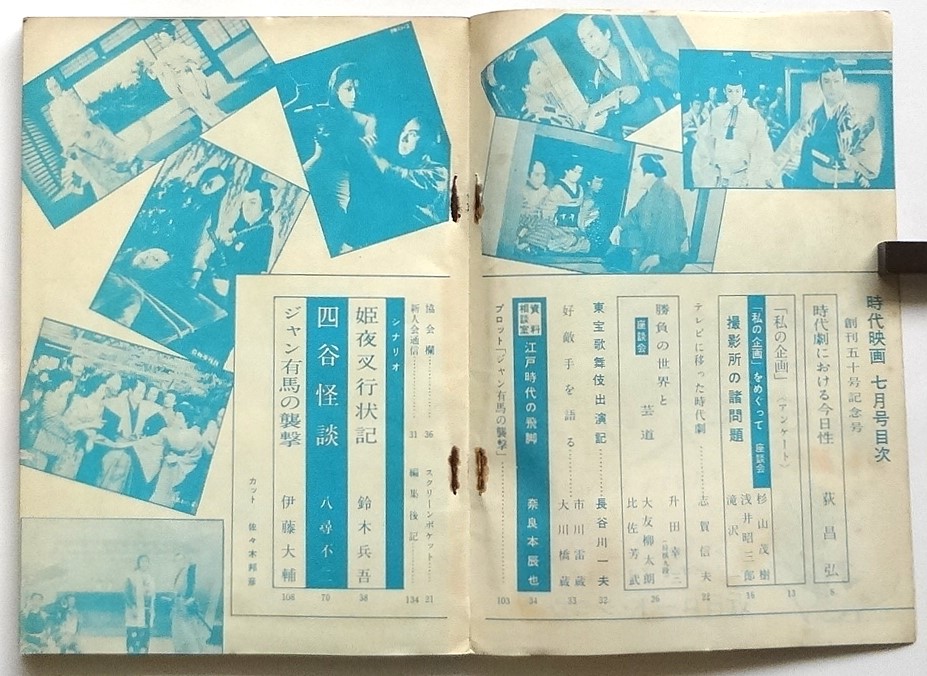 時代映画 七月号目次
創刊五十号記念号
時代劇における今日性 荻昌弘 8
「私の企画」（アンケート） 13
「私の企画」をめぐって 座談会
撮影所の諸問題 杉山茂樹 浅井昭三郎 滝沢一 16
テレビに移った時代劇 志賀信夫 22
勝負の世界と芸道
座談会
升田幸三 大友柳太朗 比佐芳武 26
東宝歌舞伎出演記 長谷川一夫 32
好敵手を語る 市川雷蔵 大川橋蔵 33
資料相談室 江戸時代の飛脚 奈良本辰也 34
プロット「ジャン有馬の襲撃」 103
協会欄 36
新人会通信 31
スクリーンポケット 21
編集後記 134
シナリオ
姫夜叉行状記 鈴木兵吾 38
四谷怪談 八尋不二 70
ジャン有馬の襲撃 伊藤大輔 106
カット 佐々木邦彦